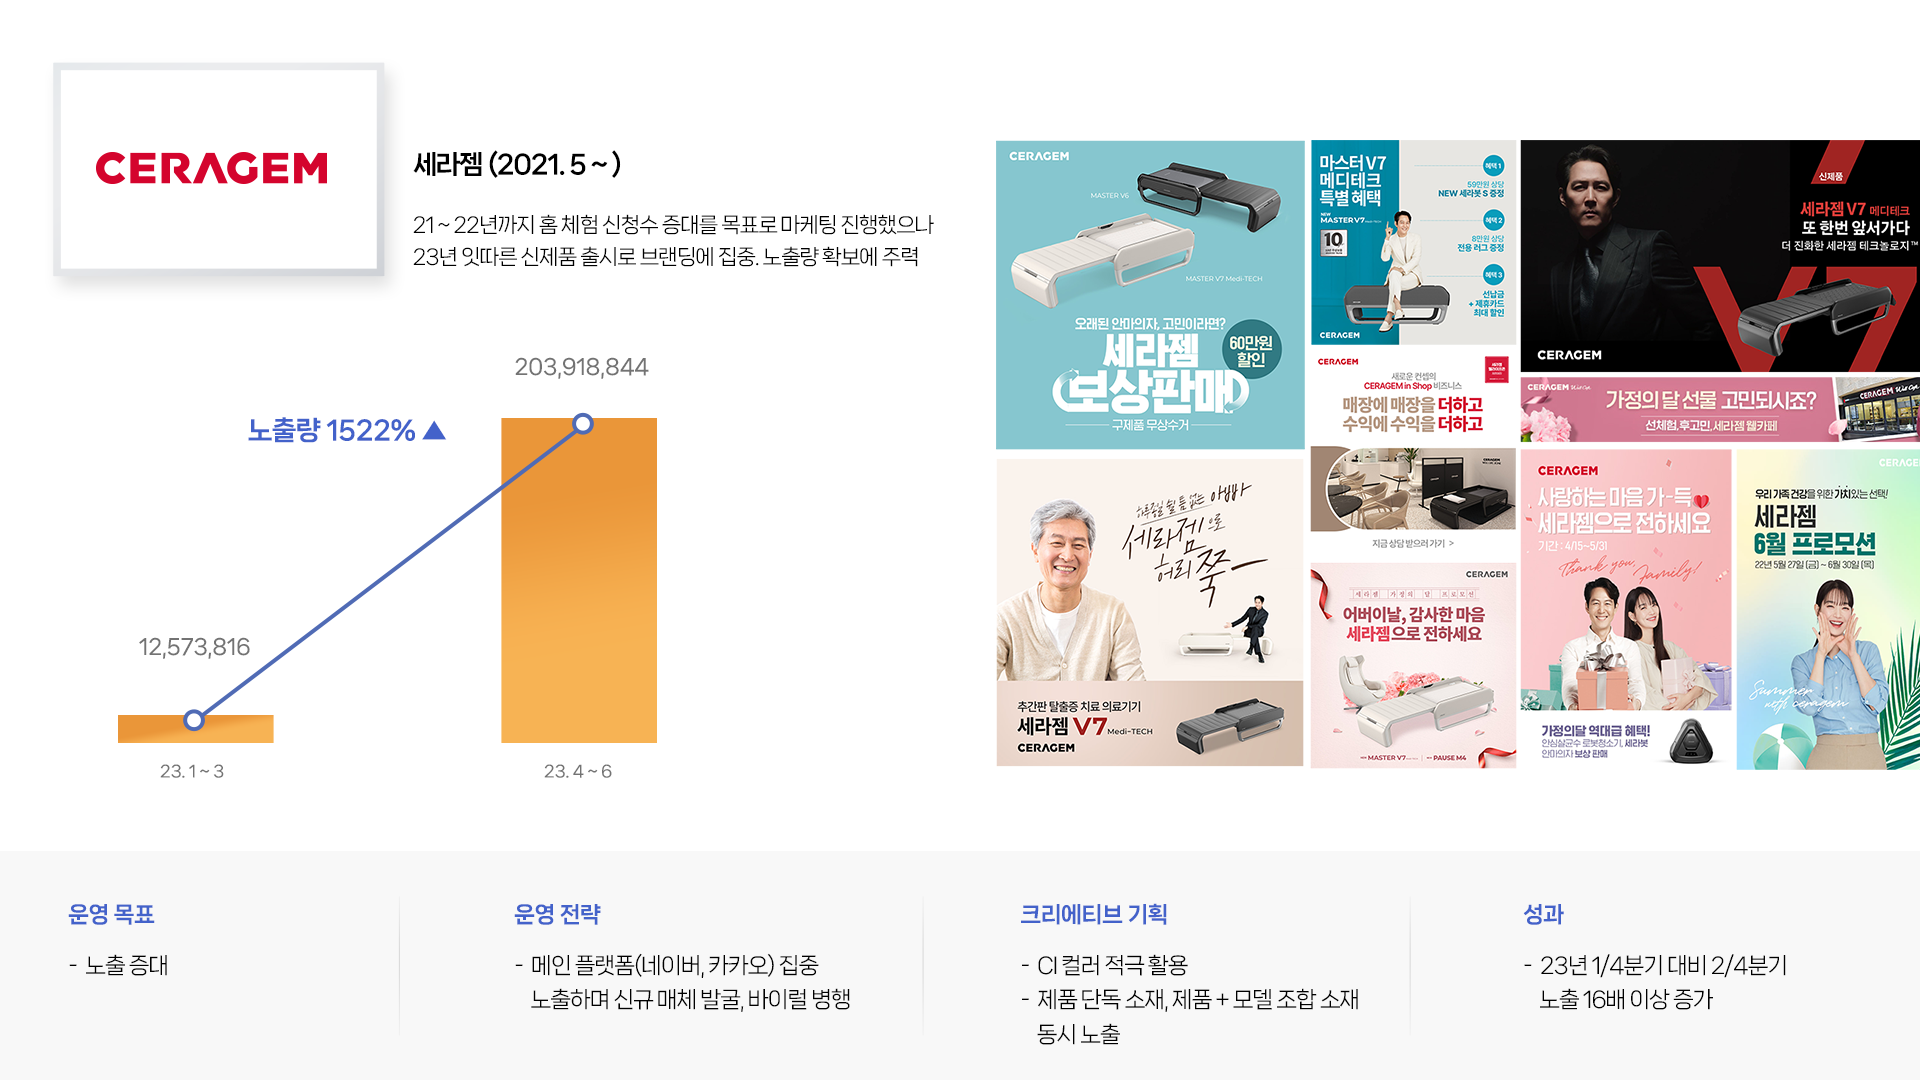 CERAGEM
세라젬 (2021. 5 ~ )
21 ~ 22년까지 홈 체험 신청수 증대를 목표로 마케팅 진행했으나
23년 잇따른 신제품 출시로 브랜딩에 집중. 노출량 확보에 주력
노출량 1522% ▲
203,918,844
12,573,816
23. 1 ~ 3
23. 4 ~ 6
CERAGEM
MASTER V6
MASTER V7 Medi-TECH
오래된 안마의자, 고민이라면?
세라젬
보상판매
60만원
할인
구제품 무상수거
마스터 V7
메디테크
특별 혜택
NEW
MASTER V7
10
혜택 1
59만원 상당
NEW 세라봇 S 증정
혜택 2
8만원 상당
전용 러그 증정
혜택 3
선납금
+ 제휴카드
최대 할인
CERAGEM
신제품
세라젬 V7 메디테크
또 한번 앞서가다
더 진화한 세라젬 테크놀로지™
V7
CERAGEM
CERAGEM
새로운 컨셉의
CERAGEM in Shop 비즈니스
매장에 매장을 더하고
수익에 수익을 더하고
지금 상담 받으러 가기 >
CERAGEM
가정의 달 선물 고민되시죠?
선체험, 후고민, 세라젬 웰카페
CERAGEM
하루종일 쉴 틈 없는 아빠
세라젬으로
허리 쭉
추간판 탈출증 치료 의료기기
세라젬 V7 Medi-TECH
CERAGEM
CERAGEM
세라젬 가정의 달 프로모션
어버이날, 감사한 마음
세라젬으로 전하세요
MASTER V7
PAUSE M4
CERAGEM
사랑하는 마음 가-득
세라젬으로 전하세요
기간 : 4/15~5/31
Thank you, Family!
가정의달 역대급 혜택!
안심살균수 로봇청소기, 세라봇
안마의자 보상 판매
CERAGE
우리 가족 건강을 위한 가치있는 선택!
세라젬
6월 프로모션
22년 5월 27일 (금) ~ 6월 30일 (목)
Summer
with ceragem
운영 목표
- 노출 증대
운영 전략
- 메인 플랫폼(네이버, 카카오) 집중
노출하며 신규 매체 발굴, 바이럴 병행
크리에티브 기획
- CI 컬러 적극 활용
- 제품 단독 소재, 제품 + 모델 조합 소재
동시 노출
성과
- 23년 1/4분기 대비 2/4분기
노출 16배 이상 증가